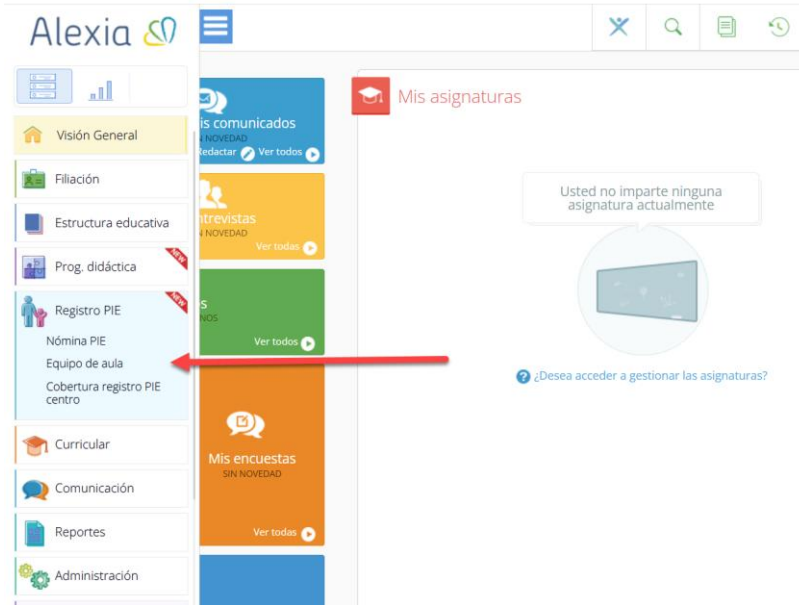 Alexia
Visión General
Filiación
Estructura educativa
Prog. didáctica
NEW
Registro PIE
NEW
Nómina PIE
Equipo de aula
Cobertura registro PIE
centro
Curricular
Comunicación
Reportes
Administración
is comunicados
N NOVEDAD
Redactar Ver todos
ntrevistas
N NOVEDAD
Ver todas
s
NOS
Ver todos
Mis encuestas
SIN NOVEDAD
Ver todas
Mis asignaturas
Usted no imparte ninguna
asignatura actualmente
¿Desea acceder a gestionar las asignaturas?